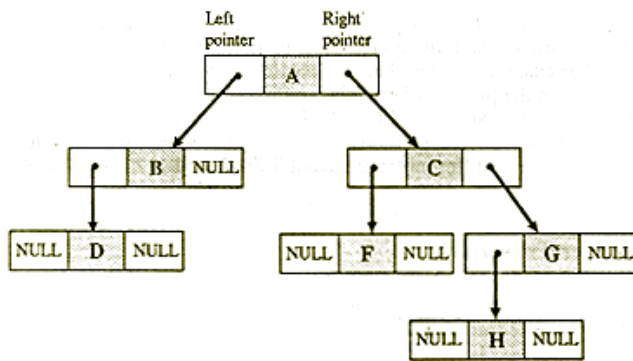 Left pointer
Right pointer
A
B NULL
C
NULL D NULL
NULL F NULL
G NULL
NULL H NULL